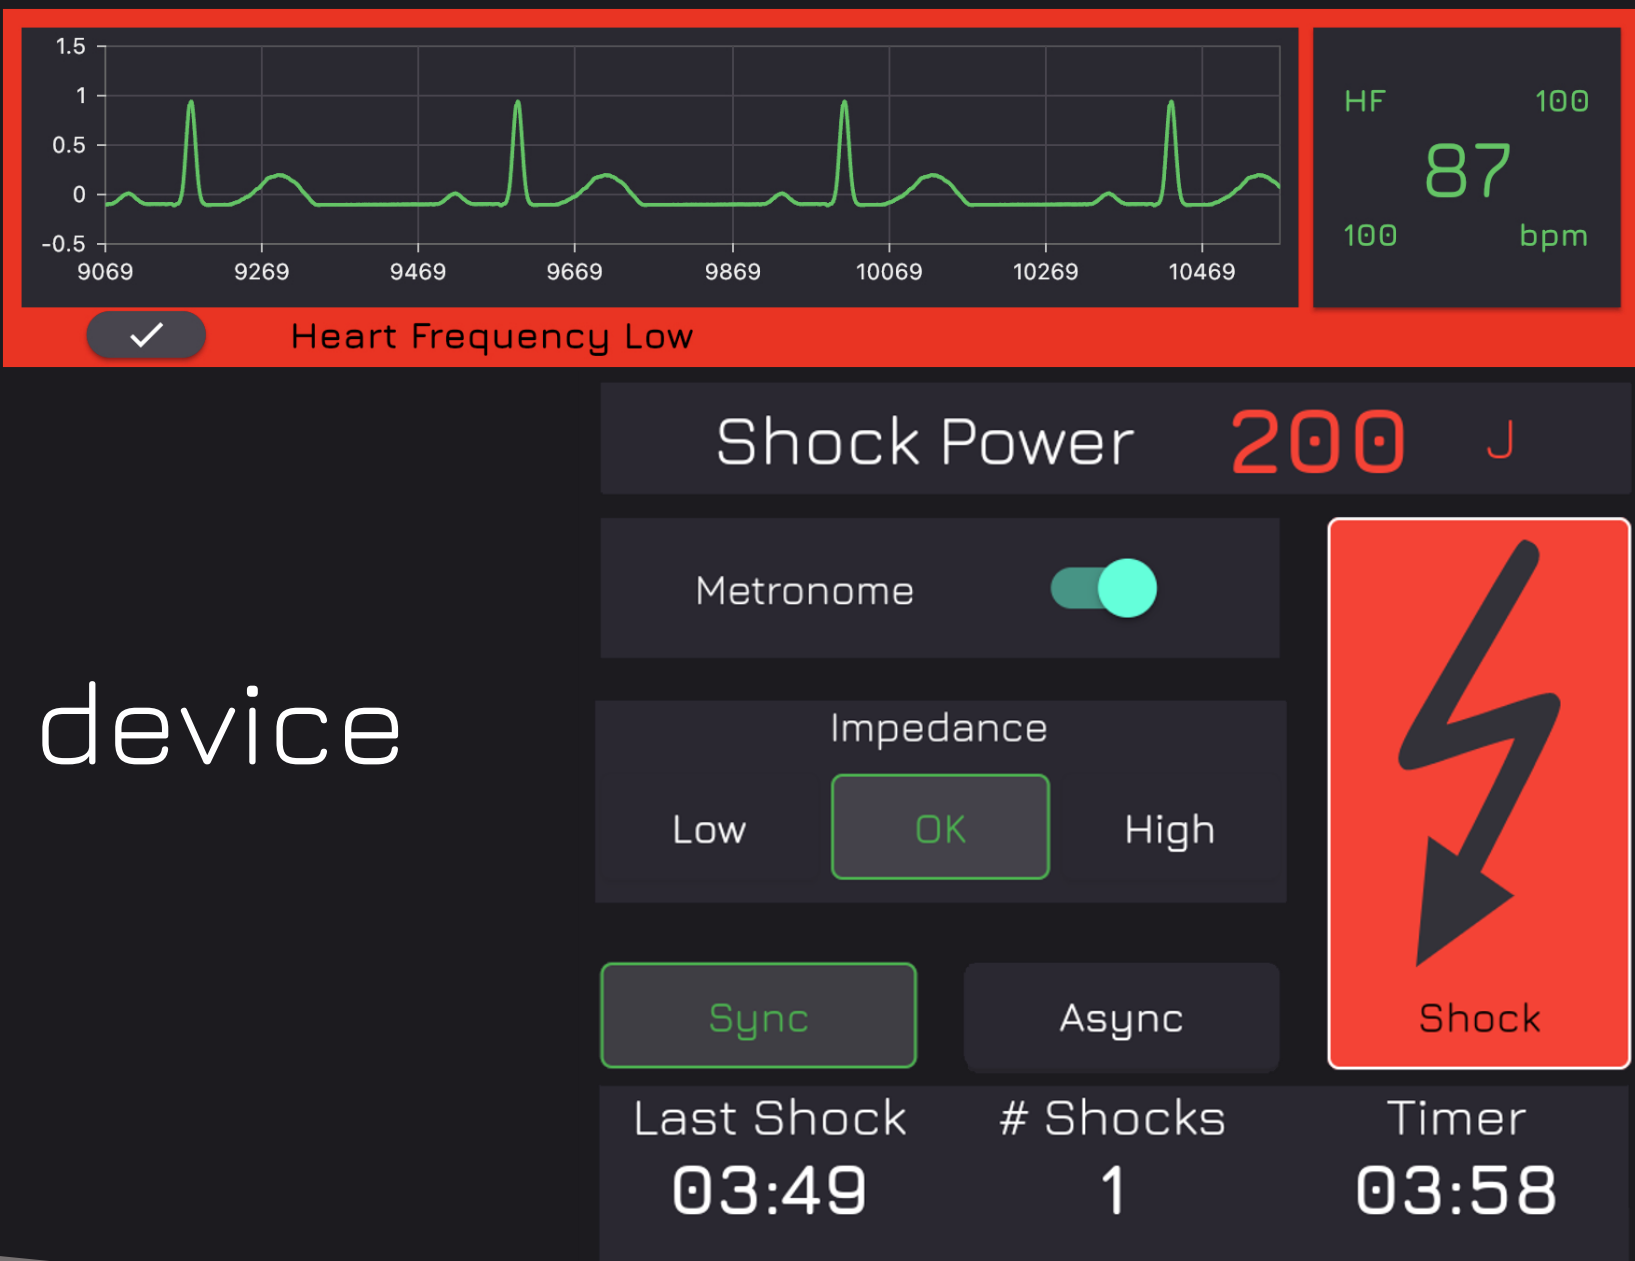 1.5
1
0.5
0
-0.5
9069 9269 9469 9669 9869 10069 10269 10469
HF 100
87
100 bpm
Heart Frequency Low
Shock Power 200 J
Metronome
device
Impedance
Low OK High
Sync Async
Shock
Last Shock # Shocks Timer
03:49 1 03:58